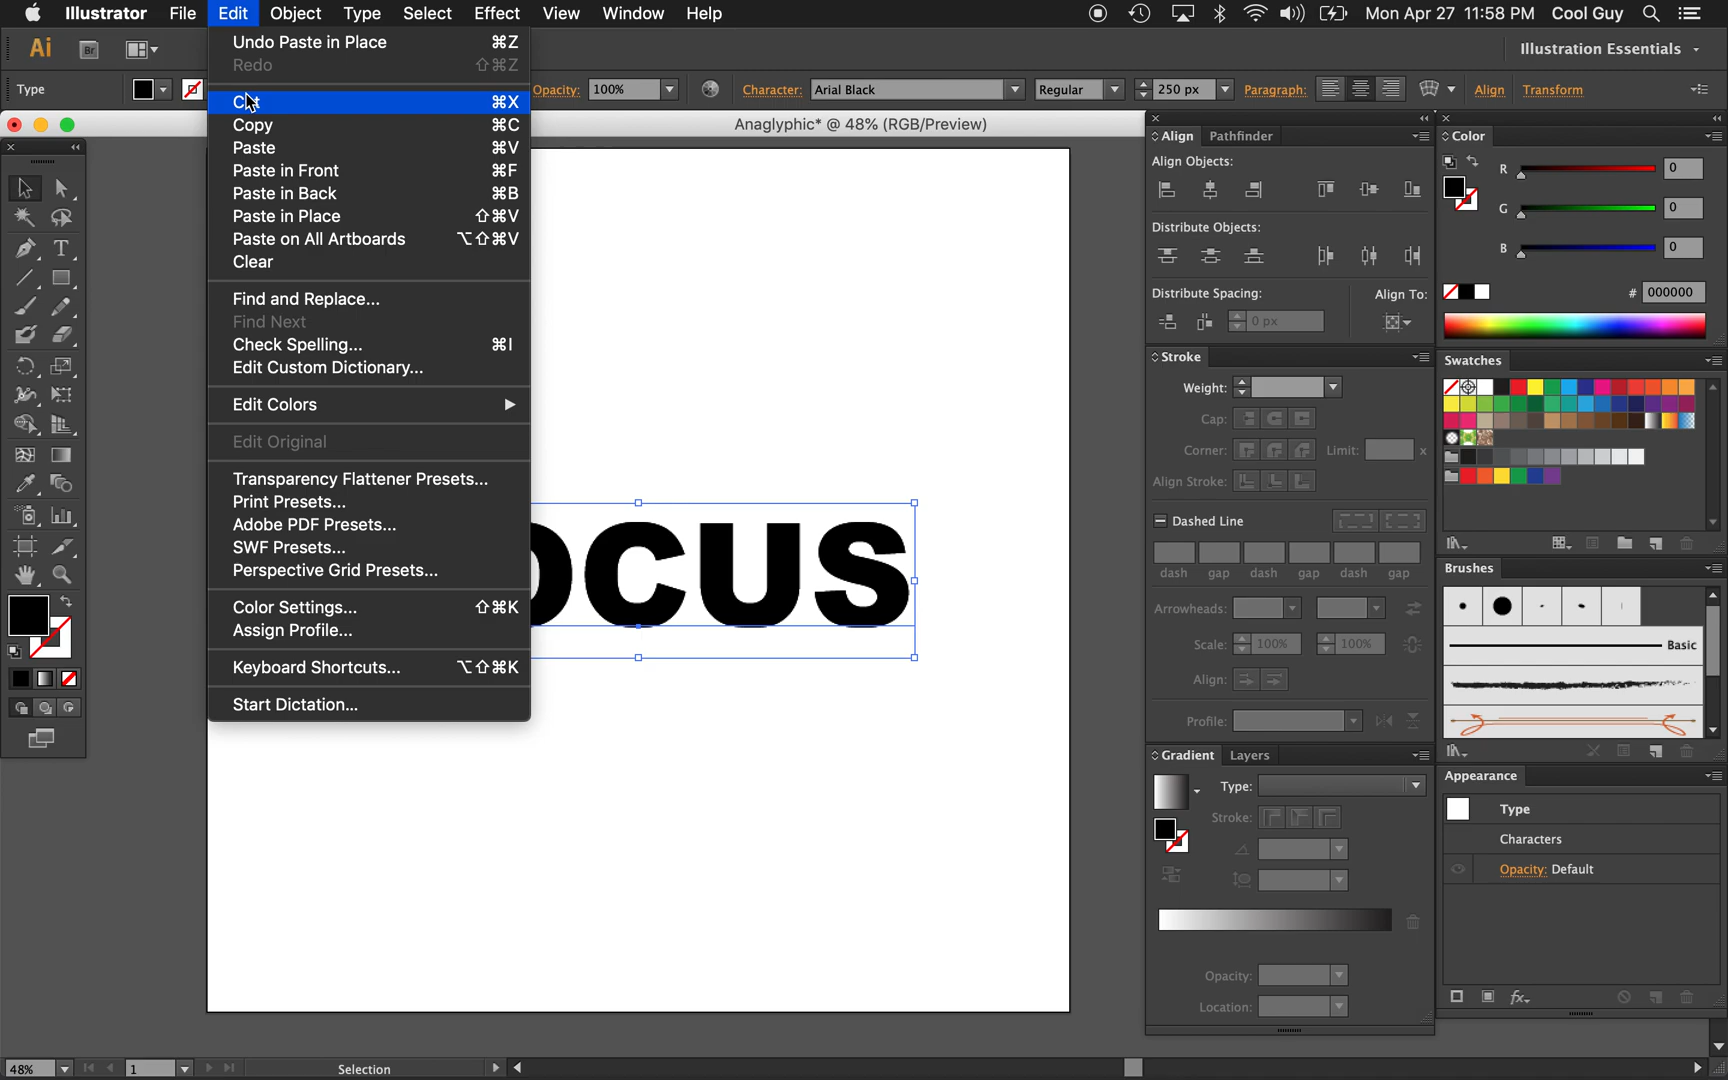 Illustrator File Edit Object Type Select Effect View Window Help Mon Apr 27 11:58 PM Cool Guy
Ai Br Illustration Essentials
Type Opacity: 100% Character: Arial Black Regular 250 px Paragraph: Align Transform
Anaglyphic* @ 48% (RGB/Preview)
Undo Paste in Place ⌘Z
Redo ⇧⌘Z
Cut ⌘X
Copy ⌘C
Paste ⌘V
Paste in Front ⌘F
Paste in Back ⌘B
Paste in Place ⇧⌘V
Paste on All Artboards ⌥⇧⌘V
Clear
Find and Replace...
Find Next
Check Spelling... ⌘I
Edit Custom Dictionary...
Edit Colors
Edit Original
Transparency Flattener Presets...
Print Presets...
Adobe PDF Presets...
SWF Presets...
Perspective Grid Presets...
Color Settings... ⇧⌘K
Assign Profile...
Keyboard Shortcuts... ⌥⇧⌘K
Start Dictation...
OCUS
Align Pathfinder
Align Objects:
Distribute Objects:
Distribute Spacing: Align To:
0 px
Stroke
Weight:
Cap:
Corner: Limit: x
Align Stroke:
Dashed Line
dash gap dash gap dash gap
Arrowheads:
Scale: 100% 100%
Align:
Profile:
Gradient Layers
Type:
Stroke:
Opacity:
Location:
Color
R 0
G 0
B 0
# 000000
Swatches
Brushes
Basic
Appearance
Type
Characters
Opacity: Default
48% 1 Selection